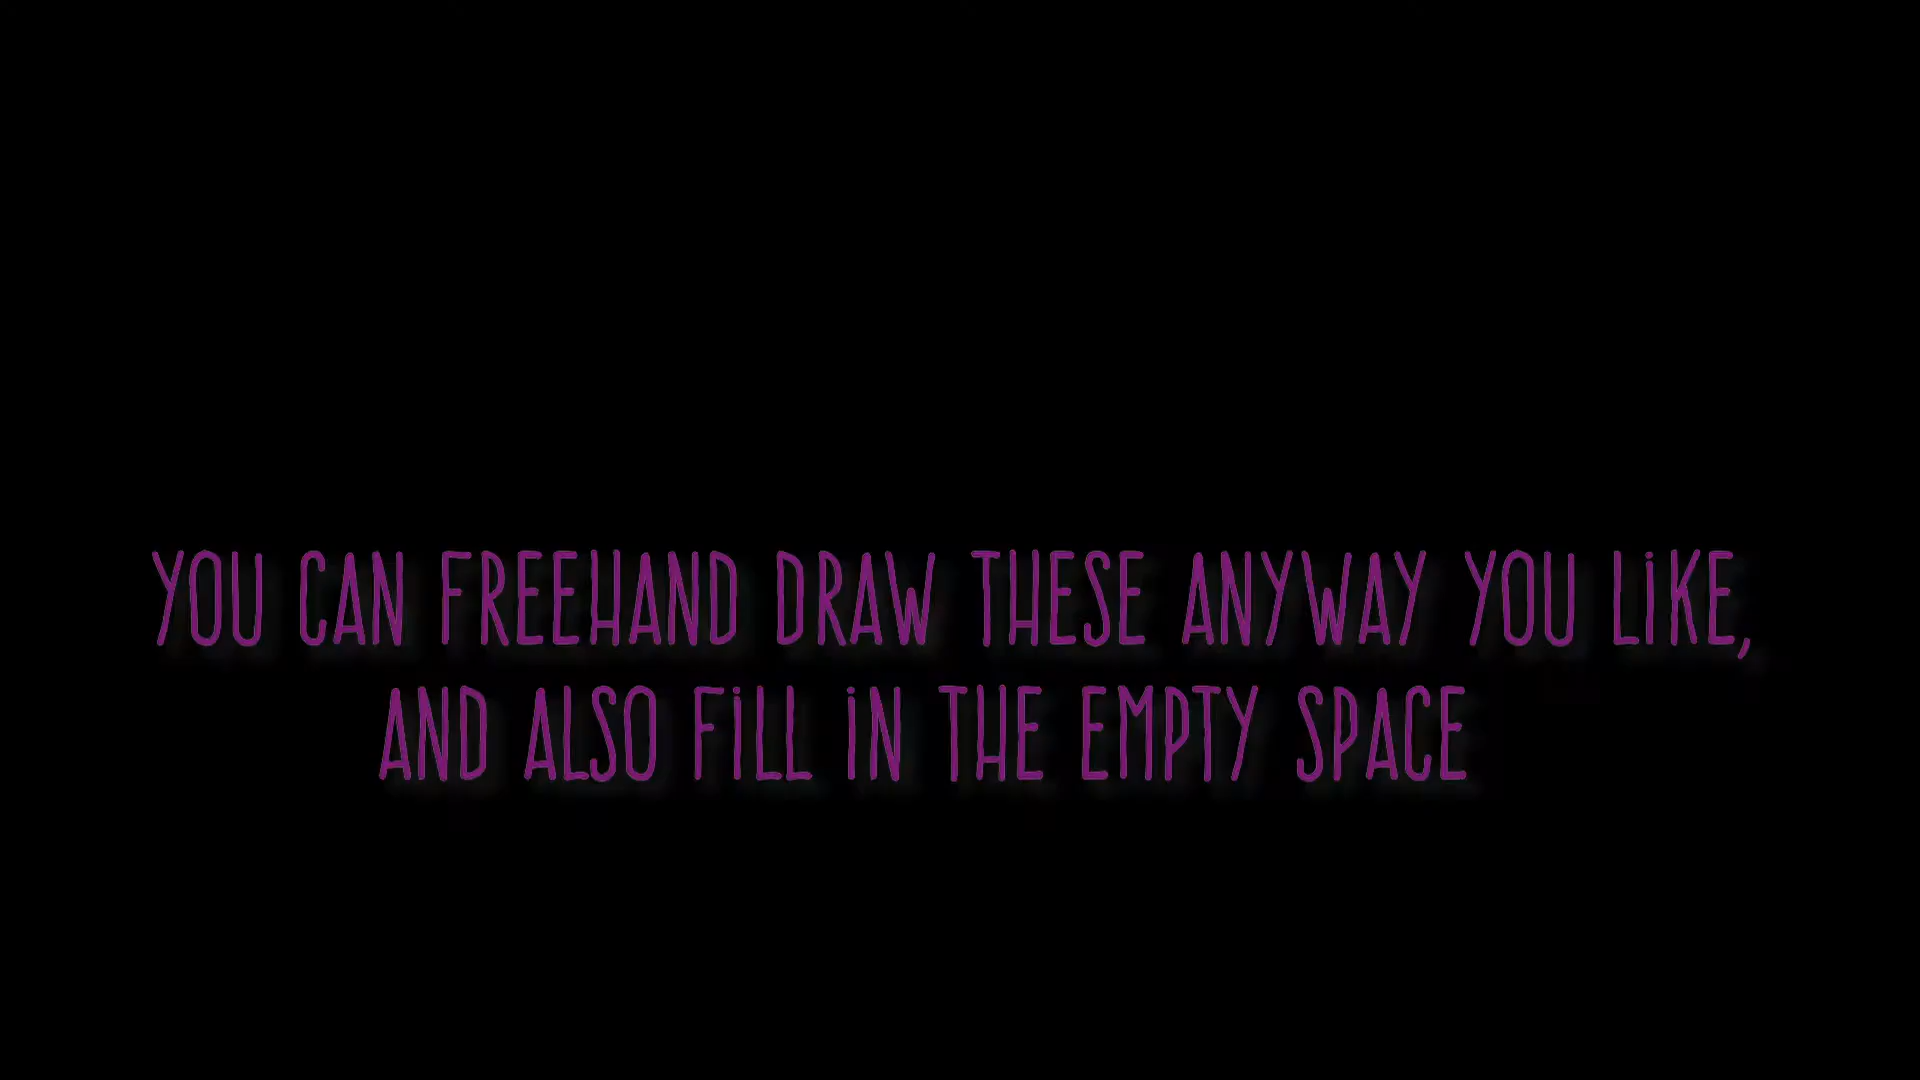 YOU CAN FREEHAND DRAW THESE ANYWAY YOU LiKE,
AND ALSO FiLL iN THE EMPTY SPACE